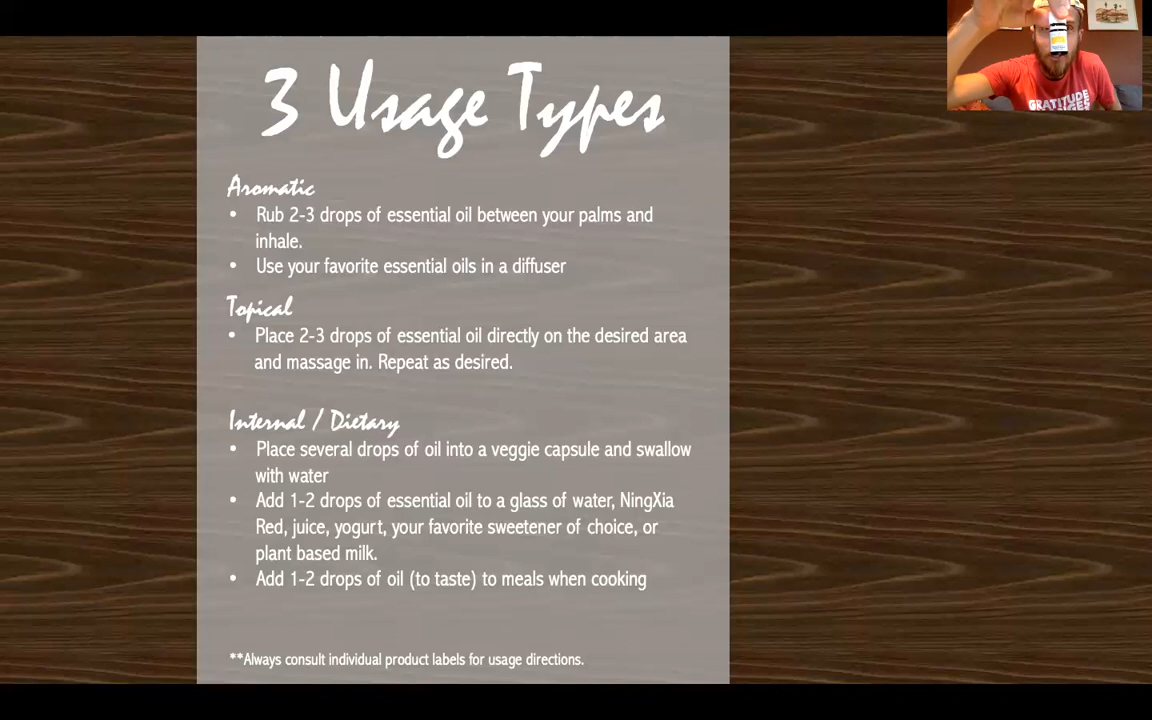 3 Usage Types
Aromatic
• Rub 2-3 drops of essential oil between your palms and
inhale.
• Use your favorite essential oils in a diffuser
Topical
• Place 2-3 drops of essential oil directly on the desired area
and massage in. Repeat as desired.
Internal / Dietary
• Place several drops of oil into a veggie capsule and swallow
with water
• Add 1-2 drops of essential oil to a glass of water, NingXia
Red, juice, yogurt, your favorite sweetener of choice, or
plant based milk.
• Add 1-2 drops of oil (to taste) to meals when cooking
**Always consult individual product labels for usage directions.
GRATITUDE